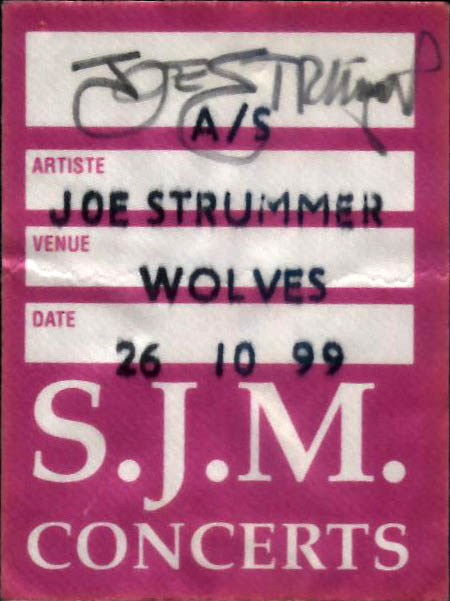 JOE STRUMMER
A/S
ARTISTE
JOE STRUMMER
VENUE
WOLVES
DATE
26 10 99
S.J.M.
CONCERTS